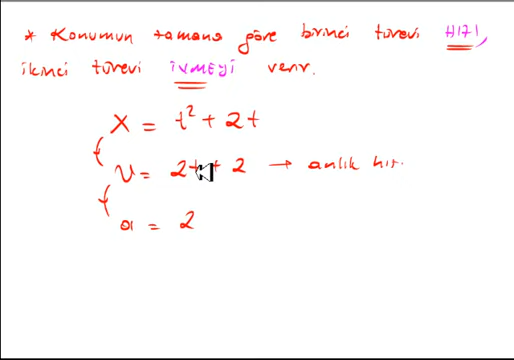 * Konumun zamana göre birinci türevi HIZI,
ikinci türevi İVMEYİ verir.
x = t² + 2t
v = 2t + 2 → anlık hız.
a = 2